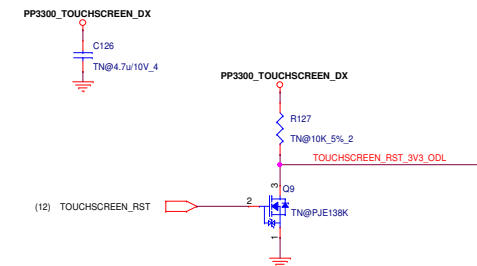 PP3300_TOUCHSCREEN_DX
C126
TN@4.7u/10V_4
PP3300_TOUCHSCREEN_DX
R127
TN@10K_5%_2
TOUCHSCREEN_RST_3V3_ODL
3
Q9
(12) TOUCHSCREEN_RST
2
TN@PJE138K
1